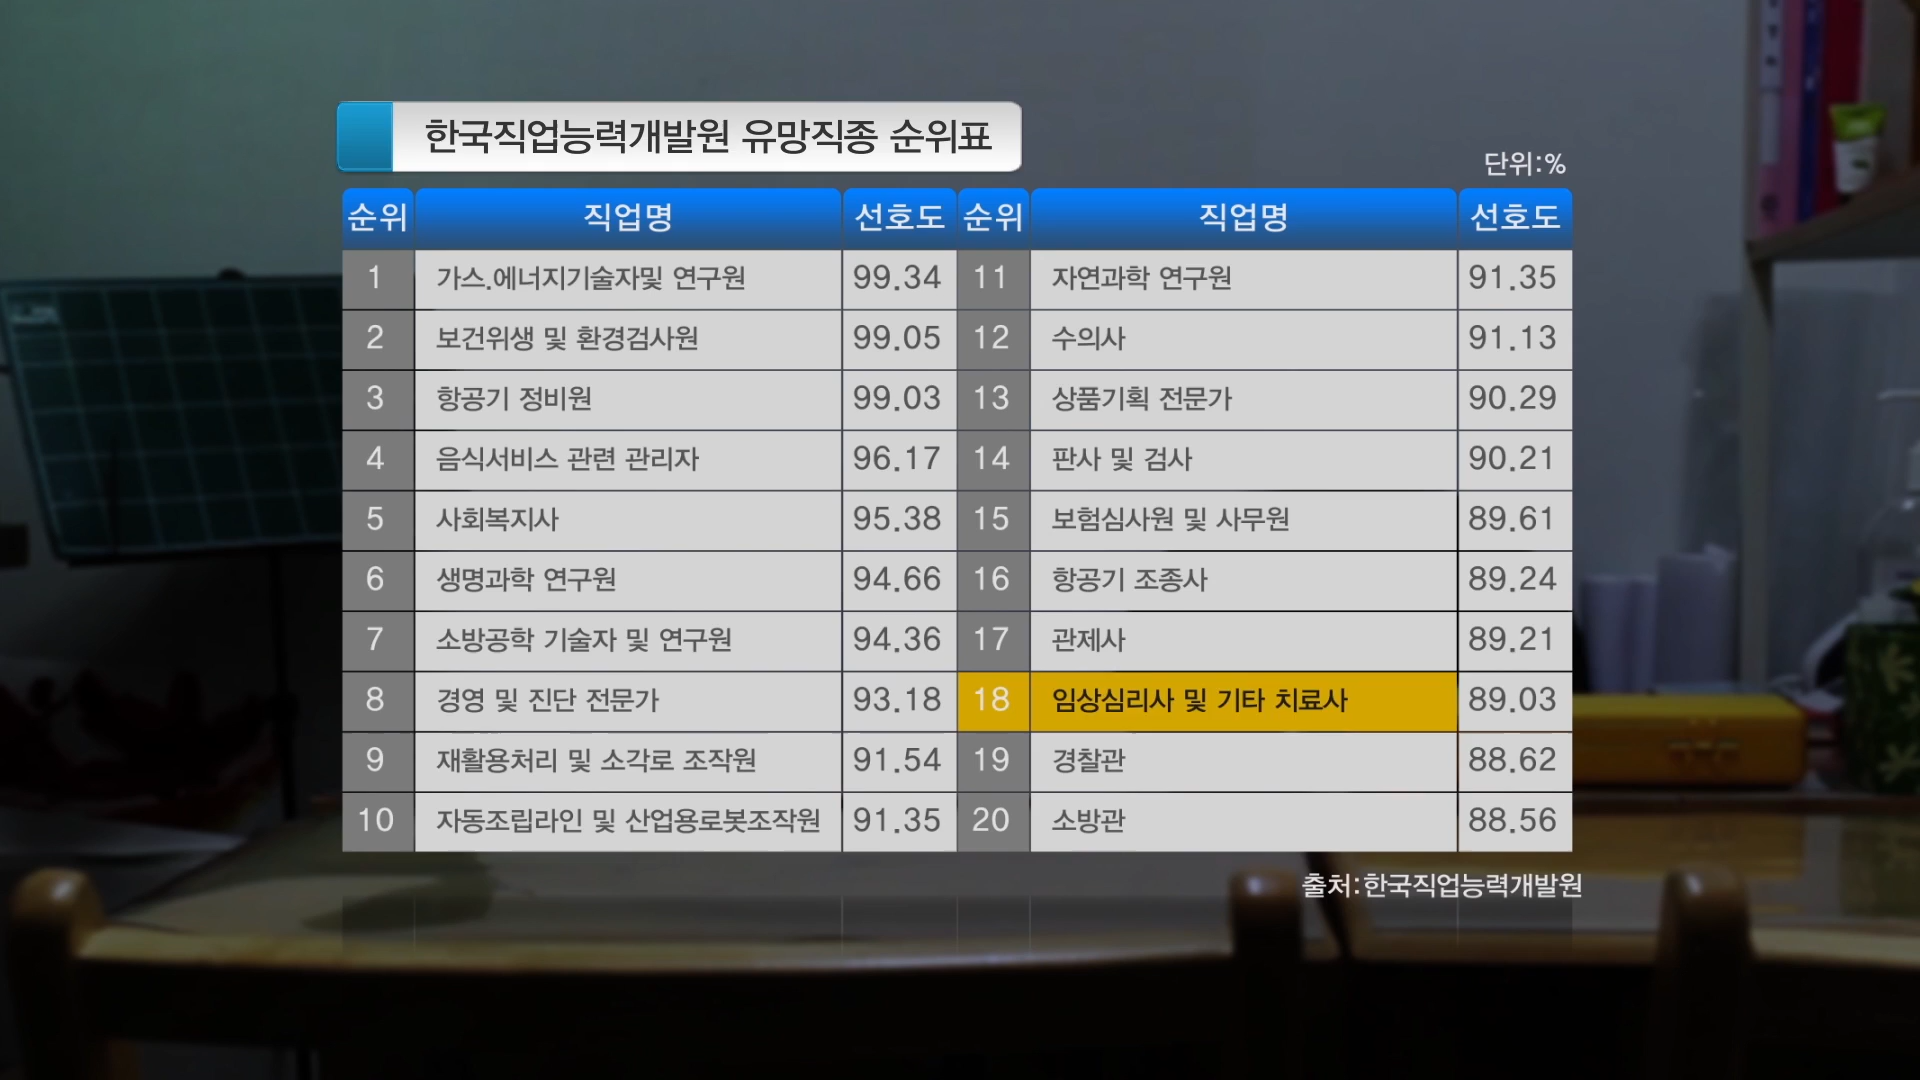 한국직업능력개발원 유망직종 순위표
단위:%
순위 직업명 선호도 순위 직업명 선호도
1 가스.에너지기술자및 연구원 99.34 11 자연과학 연구원 91.35
2 보건위생 및 환경검사원 99.05 12 수의사 91.13
3 항공기 정비원 99.03 13 상품기획 전문가 90.29
4 음식서비스 관련 관리자 96.17 14 판사 및 검사 90.21
5 사회복지사 95.38 15 보험심사원 및 사무원 89.61
6 생명과학 연구원 94.66 16 항공기 조종사 89.24
7 소방공학 기술자 및 연구원 94.36 17 관제사 89.21
8 경영 및 진단 전문가 93.18 18 임상심리사 및 기타 치료사 89.03
9 재활용처리 및 소각로 조작원 91.54 19 경찰관 88.62
10 자동조립라인 및 산업용로봇조작원 91.35 20 소방관 88.56
출처:한국직업능력개발원